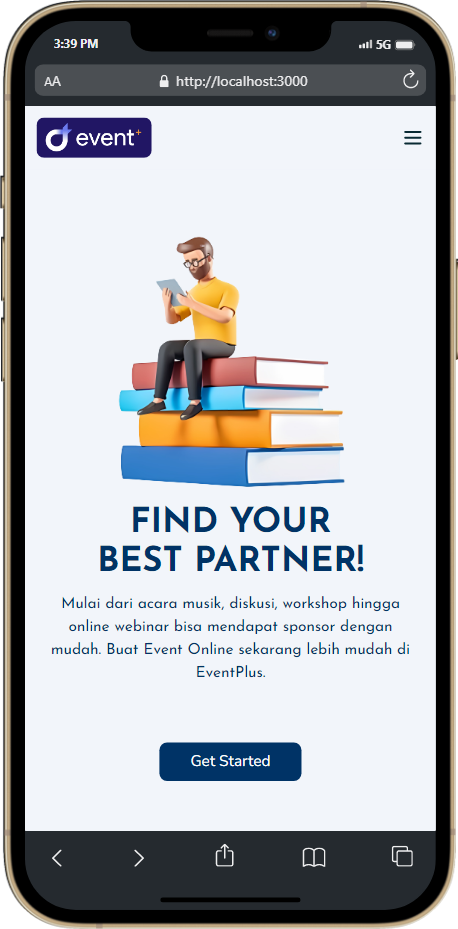 3:39 PM
5G
AA
http://localhost:3000
event+
FIND YOUR
BEST PARTNER!
Mulai dari acara musik, diskusi, workshop hingga
online webinar bisa mendapat sponsor dengan
mudah. Buat Event Online sekarang lebih mudah di
EventPlus.
Get Started